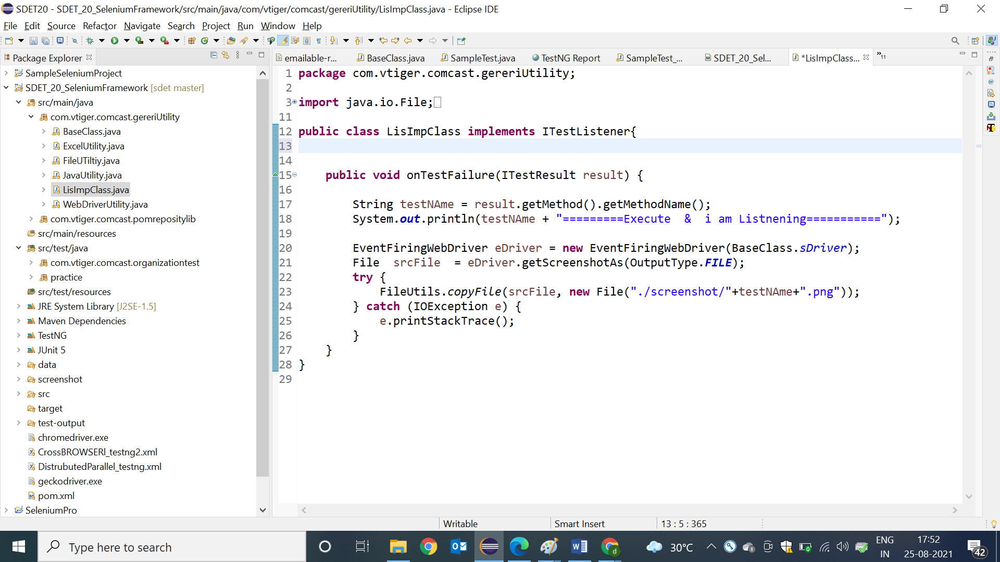 SDET20 - SDET_20_SeleniumFramework/src/main/java/com/vtiger/comcast/gereriUtility/LisImpClass.java - Eclipse IDE
File Edit Source Refactor Navigate Search Project Run Window Help
Package Explorer
SampleSeleniumProject
SDET_20_SeleniumFramework [sdet master]
src/main/java
com.vtiger.comcast.gereriUtility
BaseClass.java
ExcelUtility.java
FileUTiltiy.java
JavaUtility.java
LisImpClass.java
WebDriverUtility.java
com.vtiger.comcast.pomrepositylib
src/main/resources
src/test/java
com.vtiger.comcast.organizationtest
practice
src/test/resources
JRE System Library [J2SE-1.5]
Maven Dependencies
TestNG
JUnit 5
data
screenshot
src
target
test-output
chromedriver.exe
CrossBROWSERl_testng2.xml
DistrubutedParallel_testng.xml
geckodriver.exe
pom.xml
SeleniumPro
emailable-r... BaseClass.java SampleTest.java TestNG Report SampleTest_... SDET_20_Sel... *LisImpClass... »11
1 package com.vtiger.comcast.gereriUtility;
2
3 import java.io.File;
11
12 public class LisImpClass implements ITestListener{
13
14
15 public void onTestFailure(ITestResult result) {
16
17 String testNAme = result.getMethod().getMethodName();
18 System.out.println(testNAme + "=========Execute  &  i am Listnening===========");
19
20 EventFiringWebDriver eDriver = new EventFiringWebDriver(BaseClass.sDriver);
21 File  srcFile  = eDriver.getScreenshotAs(OutputType.FILE);
22 try {
23 FileUtils.copyFile(srcFile, new File("./screenshot/"+testNAme+".png"));
24 } catch (IOException e) {
25 e.printStackTrace();
26 }
27 }
28 }
29
Writable Smart Insert 13 : 5 : 365
Type here to search
30°C
ENG
IN
17:52
25-08-2021
42